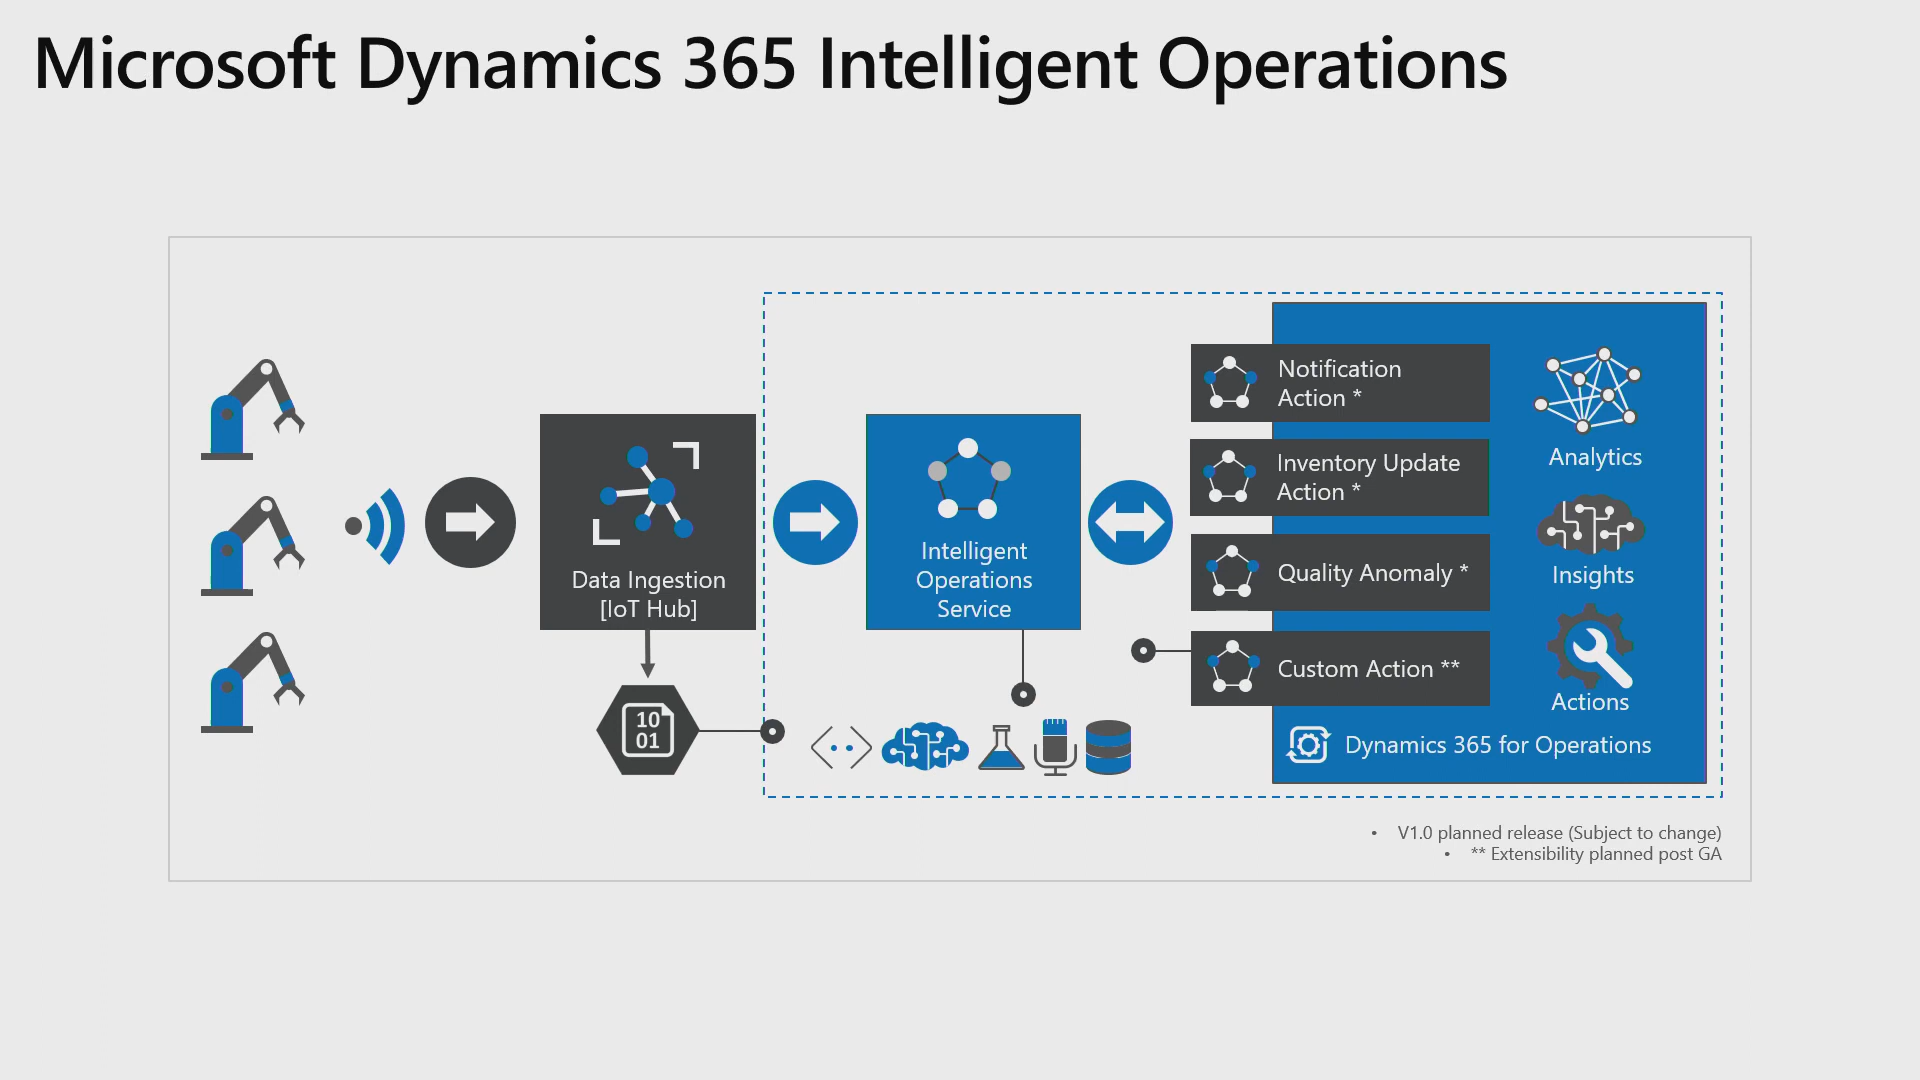 Microsoft Dynamics 365 Intelligent Operations
Data Ingestion
[IoT Hub]
10
01
Intelligent
Operations
Service
Notification
Action *
Inventory Update
Action *
Quality Anomaly *
Custom Action **
Analytics
Insights
Actions
Dynamics 365 for Operations
• V1.0 planned release (Subject to change)
• ** Extensibility planned post GA